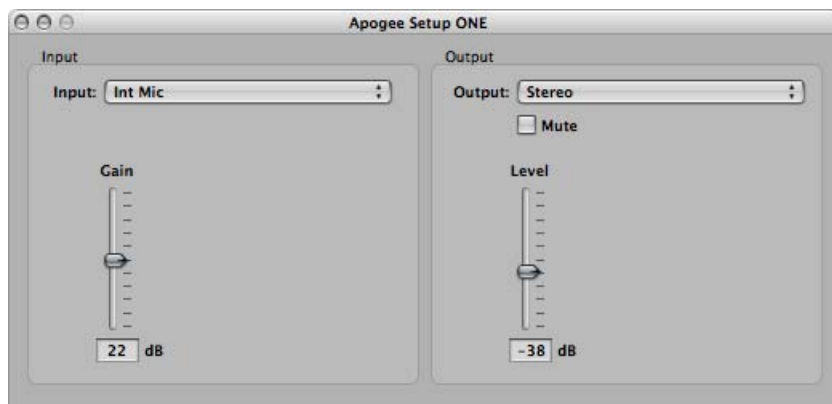 Apogee Setup ONE
Input
Input: Int Mic
Gain
22 dB
Output
Output: Stereo
Mute
Level
-38 dB